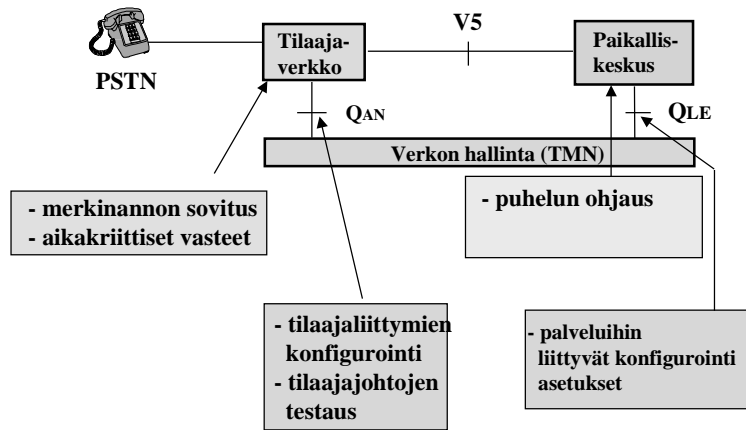 V5
Tilaaja-
verkko
Paikallis-
keskus
PSTN
QAN
QLE
Verkon hallinta (TMN)
- merkinannon sovitus
- aikakriittiset vasteet
- puhelun ohjaus
- tilaajaliittymien
konfigurointi
- tilaajajohtojen
testaus
- palveluihin
liittyvät konfigurointi
asetukset